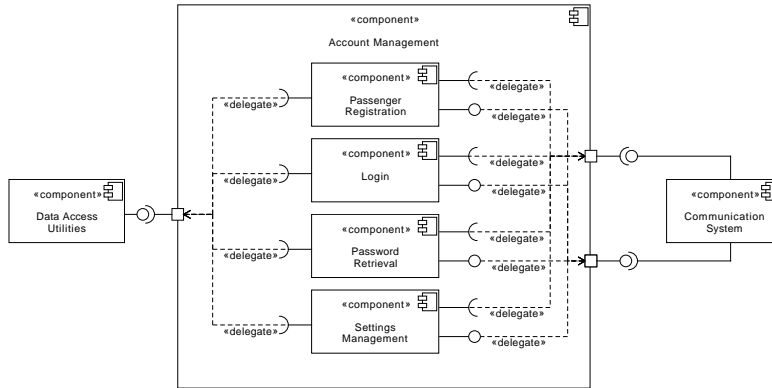 «component»
Account Management
«component»
Passenger
Registration
«delegate»
«delegate»
«delegate»
«component»
Login
«delegate»
«delegate»
«delegate»
«component»
Data Access
Utilities
«component»
Communication
System
«component»
Password
Retrieval
«delegate»
«delegate»
«delegate»
«component»
Settings
Management
«delegate»
«delegate»
«delegate»